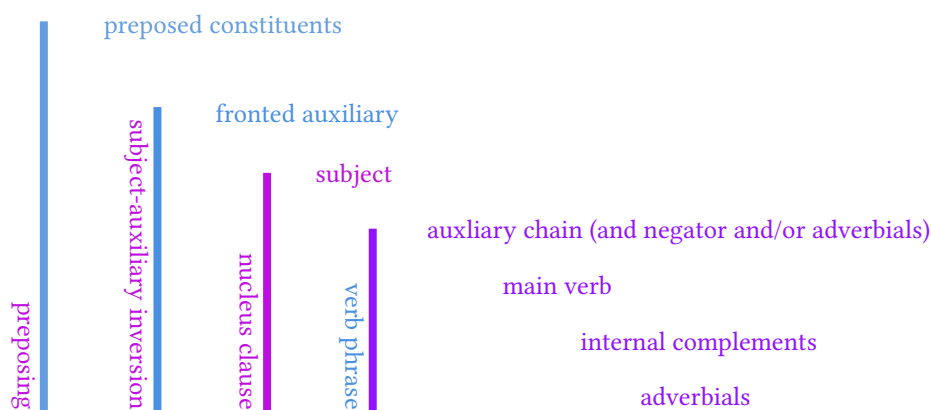 preposed constituents
fronted auxiliary
subject
auxliary chain (and negator and/or adverbials)
main verb
internal complements
adverbials
preposing
subject-auxiliary inversion
nucleus clause
verb phrase